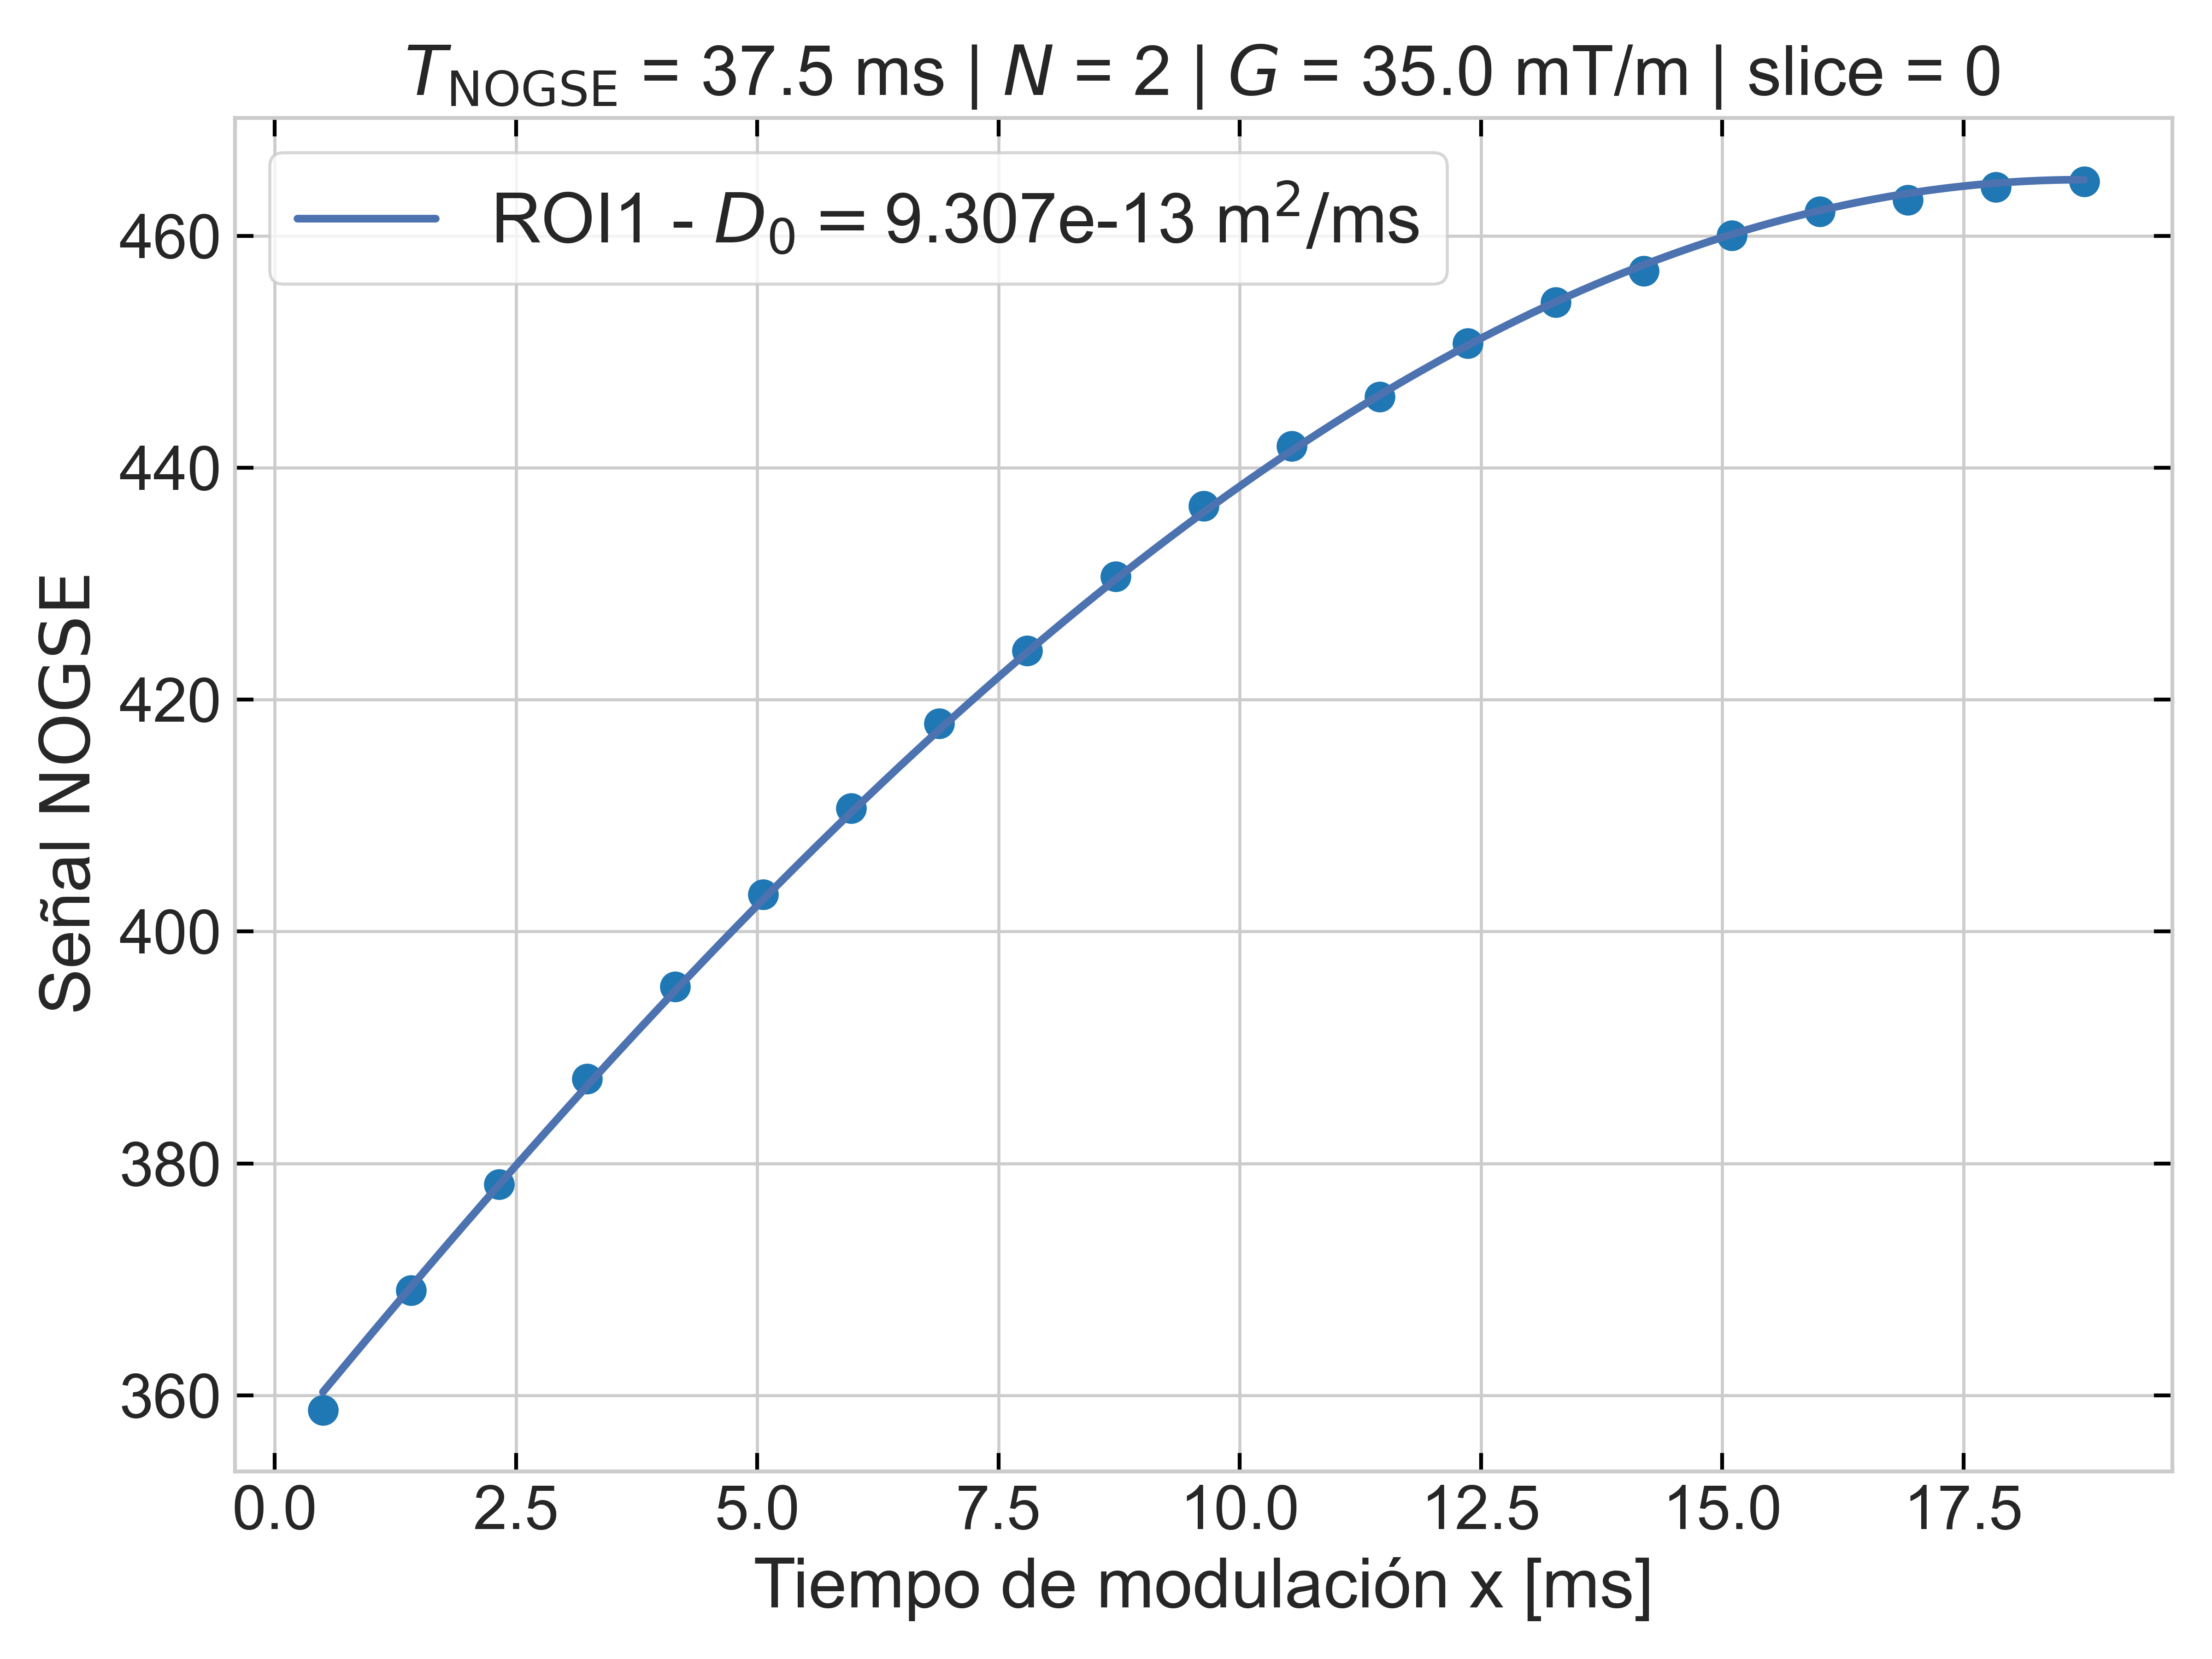 T_NOGSE = 37.5 ms | N = 2 | G = 35.0 mT/m | slice = 0
ROI1 - D₀ = 9.307e-13 m²/ms
460
440
420
400
380
360
Señal NOGSE
0.0 2.5 5.0 7.5 10.0 12.5 15.0 17.5
Tiempo de modulación x [ms]